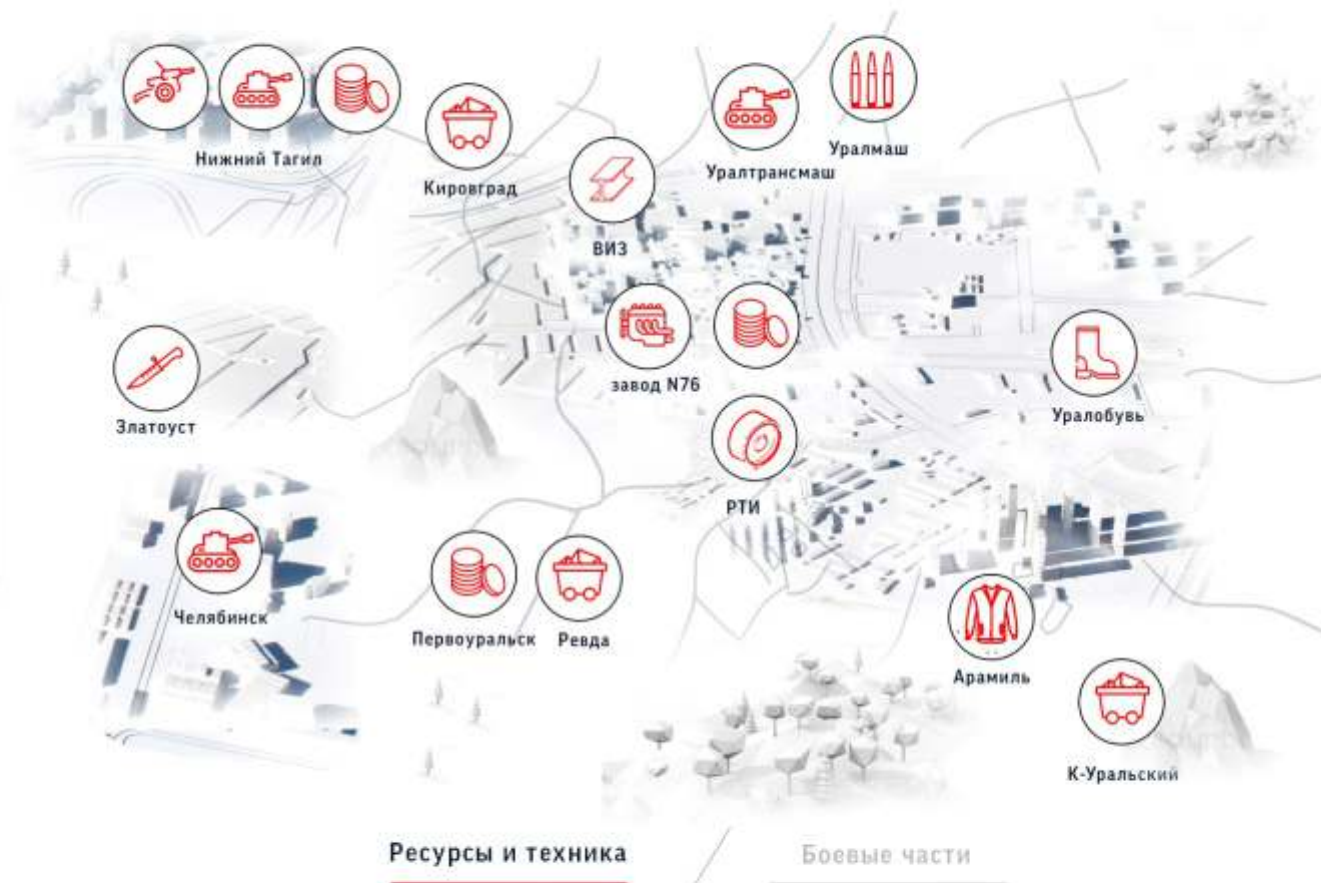 Нижний Тагил
Кировград
ВИЗ
Уралтрансмаш
Уралмаш
завод N76
Уралобувь
Златоуст
РТИ
Челябинск
Первоуральск
Ревда
Арамиль
К-Уральский
Ресурсы и техника
Боевые части